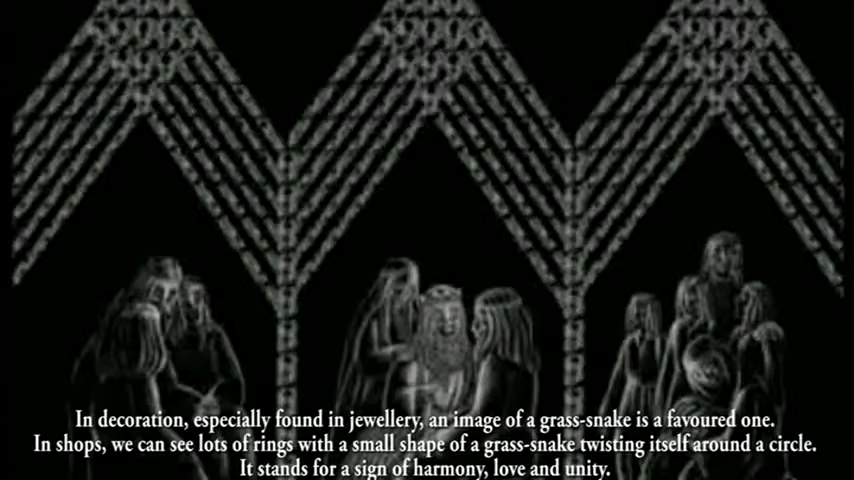 In decoration, especially found in jewellery, an image of a grass-snake is a favoured one.
In shops, we can see lots of rings with a small shape of a grass-snake twisting itself around a circle.
It stands for a sign of harmony, love and unity.